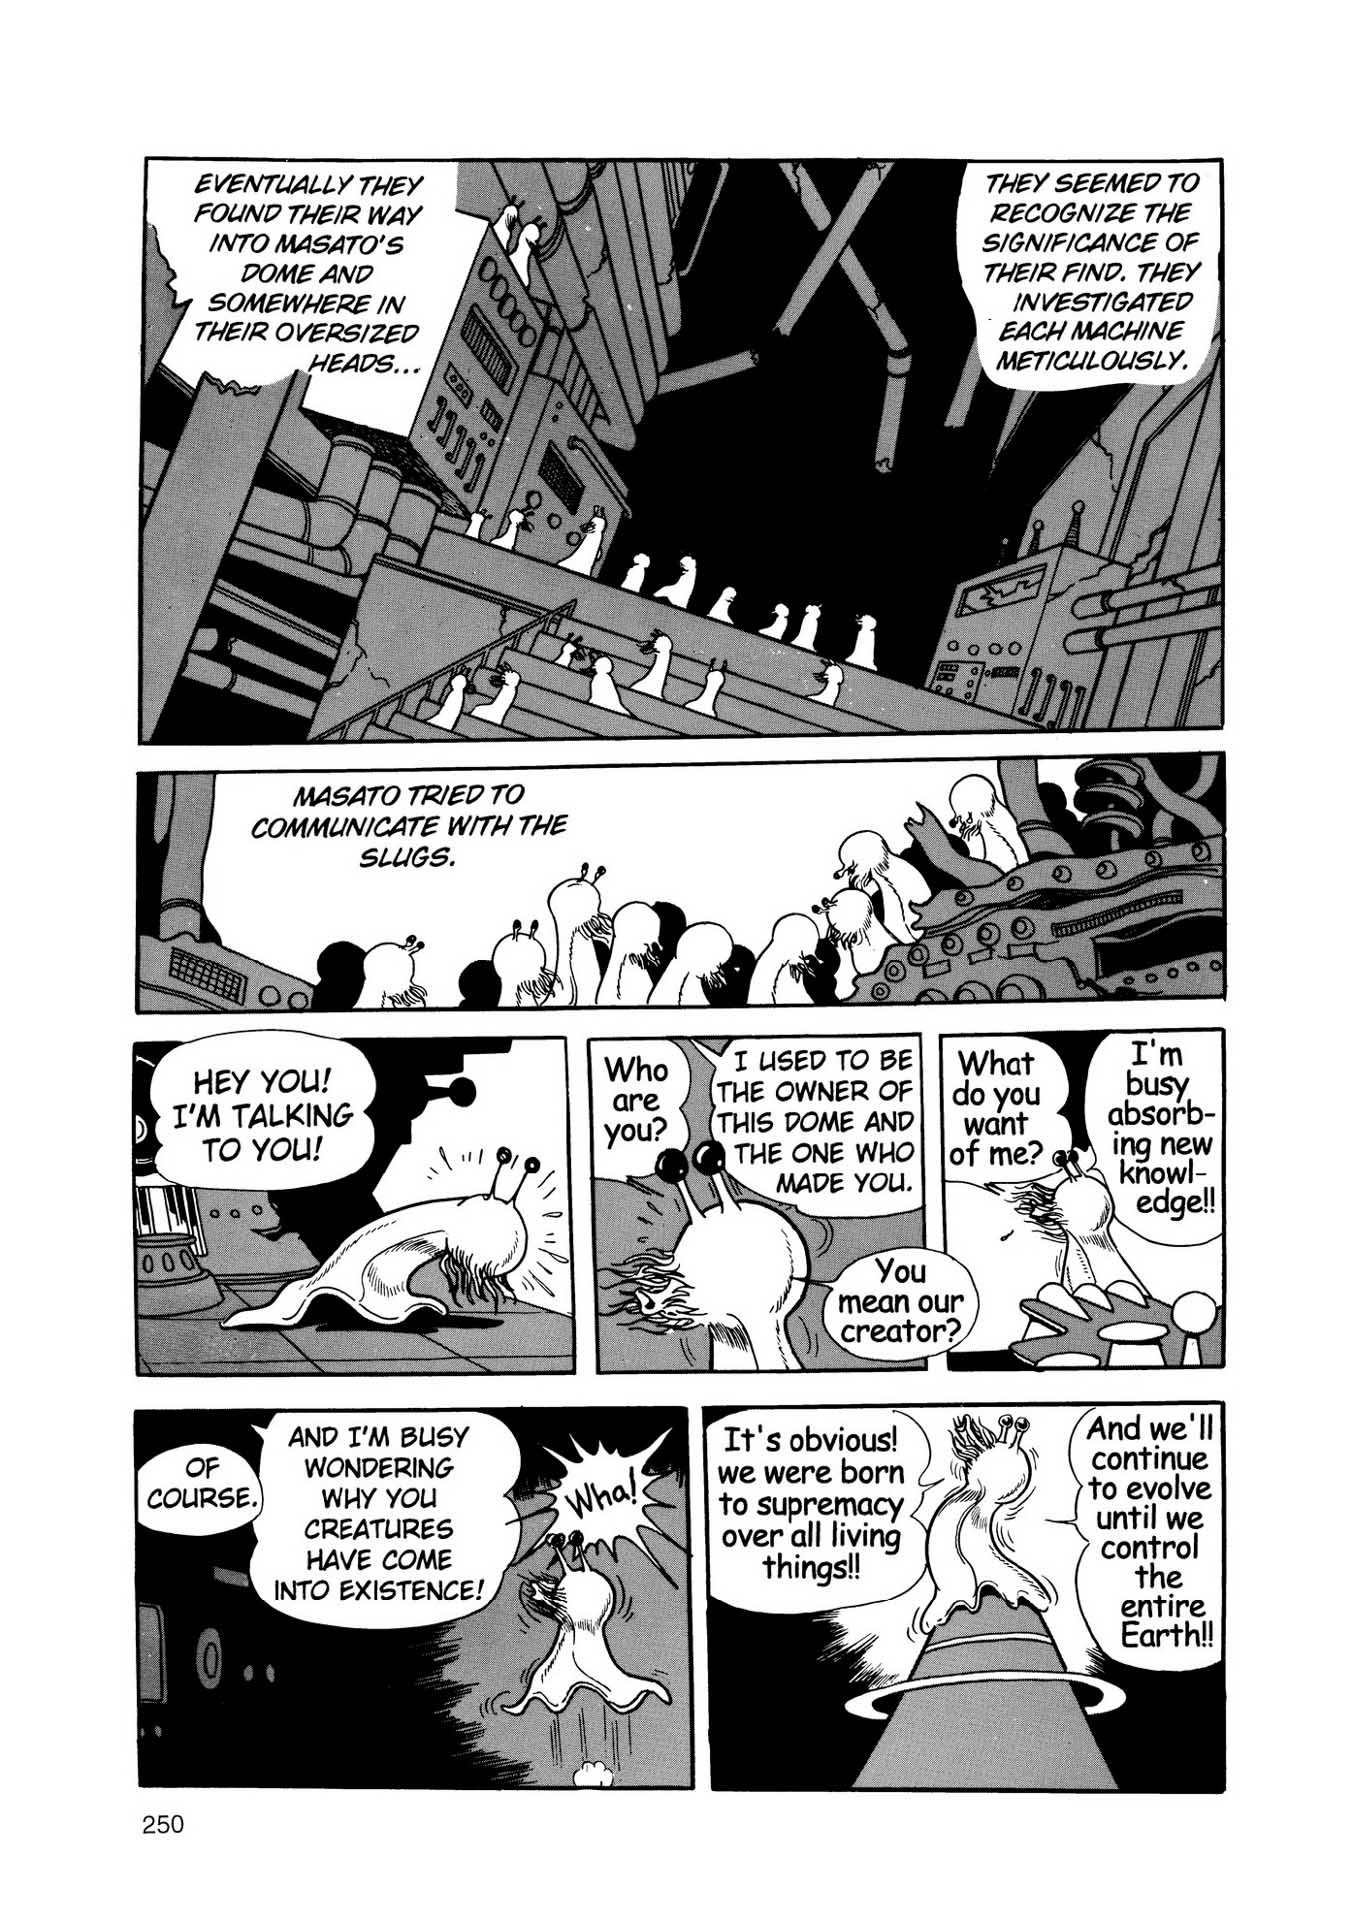 EVENTUALLY THEY
FOUND THEIR WAY
INTO MASATO'S
DOME AND
SOMEWHERE IN
THEIR OVERSIZED
HEADS...
THEY SEEMED TO
RECOGNIZE THE
SIGNIFICANCE OF
THEIR FIND. THEY
INVESTIGATED
EACH MACHINE
METICULOUSLY.
MASATO TRIED TO
COMMUNICATE WITH THE
SLUGS.
HEY YOU!
I'M TALKING
TO YOU!
Who
are
you?
I USED TO BE
THE OWNER OF
THIS DOME AND
THE ONE WHO
MADE YOU.
You
mean our
creator?
What
do you
want
of me?
I'm
busy
absorb-
ing new
knowl-
edge!!
OF
COURSE.
AND I'M BUSY
WONDERING
WHY YOU
CREATURES
HAVE COME
INTO EXISTENCE!
Wha!
It's obvious!
we were born
to supremacy
over all living
things!!
And we'll
continue
to evolve
until we
control
the
entire
Earth!!
250